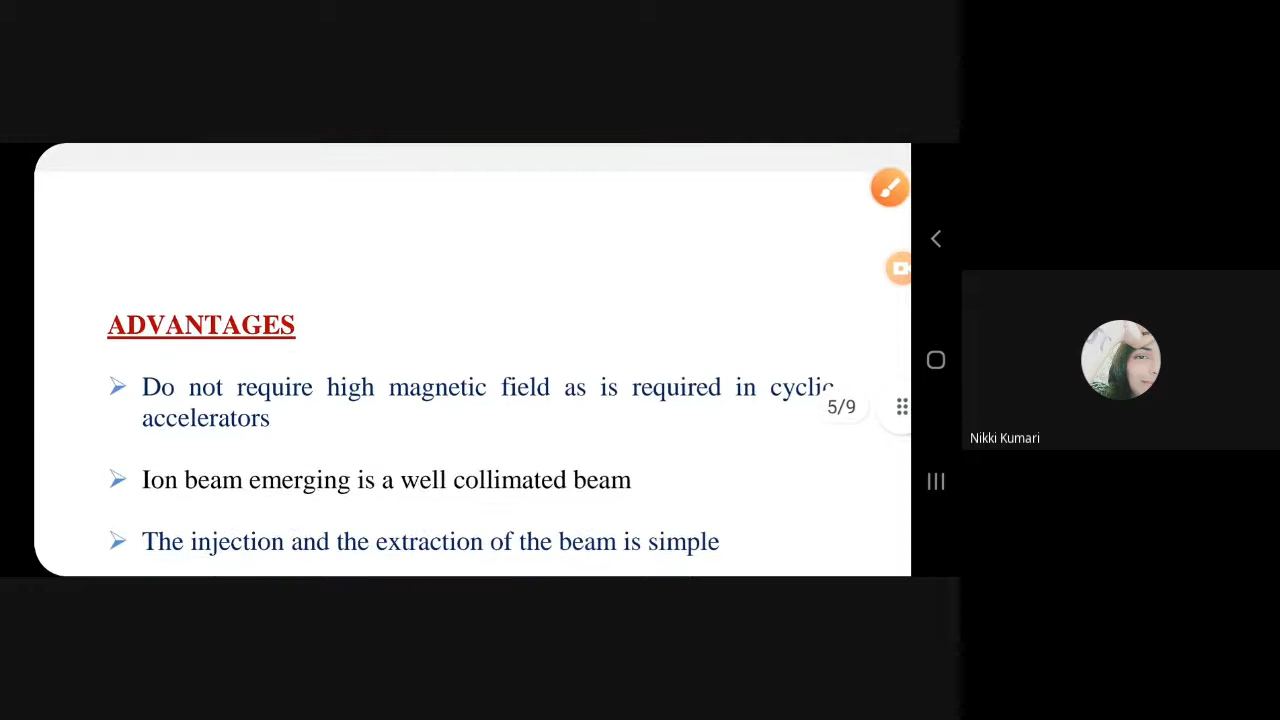 ADVANTAGES
Do not require high magnetic field as is required in cyclic
accelerators
5/9
Ion beam emerging is a well collimated beam
Nikki Kumari
The injection and the extraction of the beam is simple